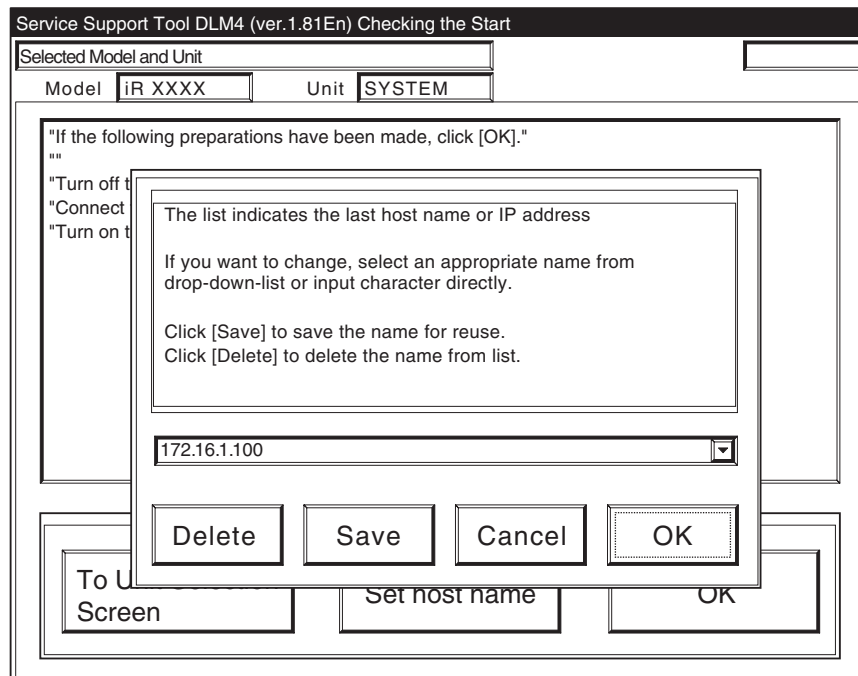 Service Support Tool DLM4 (ver.1.81En) Checking the Start
Selected Model and Unit
Model iR XXXX Unit SYSTEM
"If the following preparations have been made, click [OK]."
""
"Turn off
"Connect
"Turn on
The list indicates the last host name or IP address
If you want to change, select an appropriate name from
drop-down-list or input character directly.
Click [Save] to save the name for reuse.
Click [Delete] to delete the name from list.
172.16.1.100
Delete Save Cancel OK
To Unit Selection
Screen
Set host name
OK